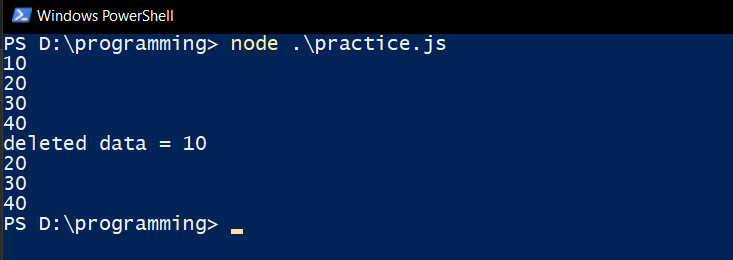 Windows PowerShell
PS D:\programming> node .\practice.js
10
20
30
40
deleted data = 10
20
30
40
PS D:\programming> _